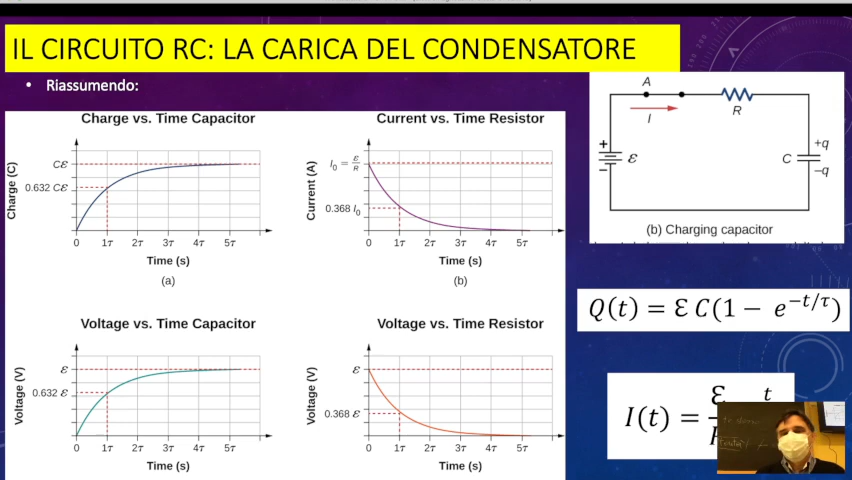 IL CIRCUITO RC: LA CARICA DEL CONDENSATORE
• Riassumendo:
Charge vs. Time Capacitor
Charge (C)
Cℰ
0.632 Cℰ
0 1τ 2τ 3τ 4τ 5τ
Time (s)
(a)
Current vs. Time Resistor
Current (A)
I₀ = ℰ/R
0.368 I₀
0 1τ 2τ 3τ 4τ 5τ
Time (s)
(b)
A
I
R
+
ℰ
−
C
+q
−q
(b) Charging capacitor
Voltage vs. Time Capacitor
Voltage (V)
ℰ
0.632 ℰ
0 1τ 2τ 3τ 4τ 5τ
Time (s)
Voltage vs. Time Resistor
Voltage (V)
ℰ
0.368 ℰ
0 1τ 2τ 3τ 4τ 5τ
Time (s)
Q(t) = ℰ C(1 − e^{−t/τ})
I(t) = ℰ t